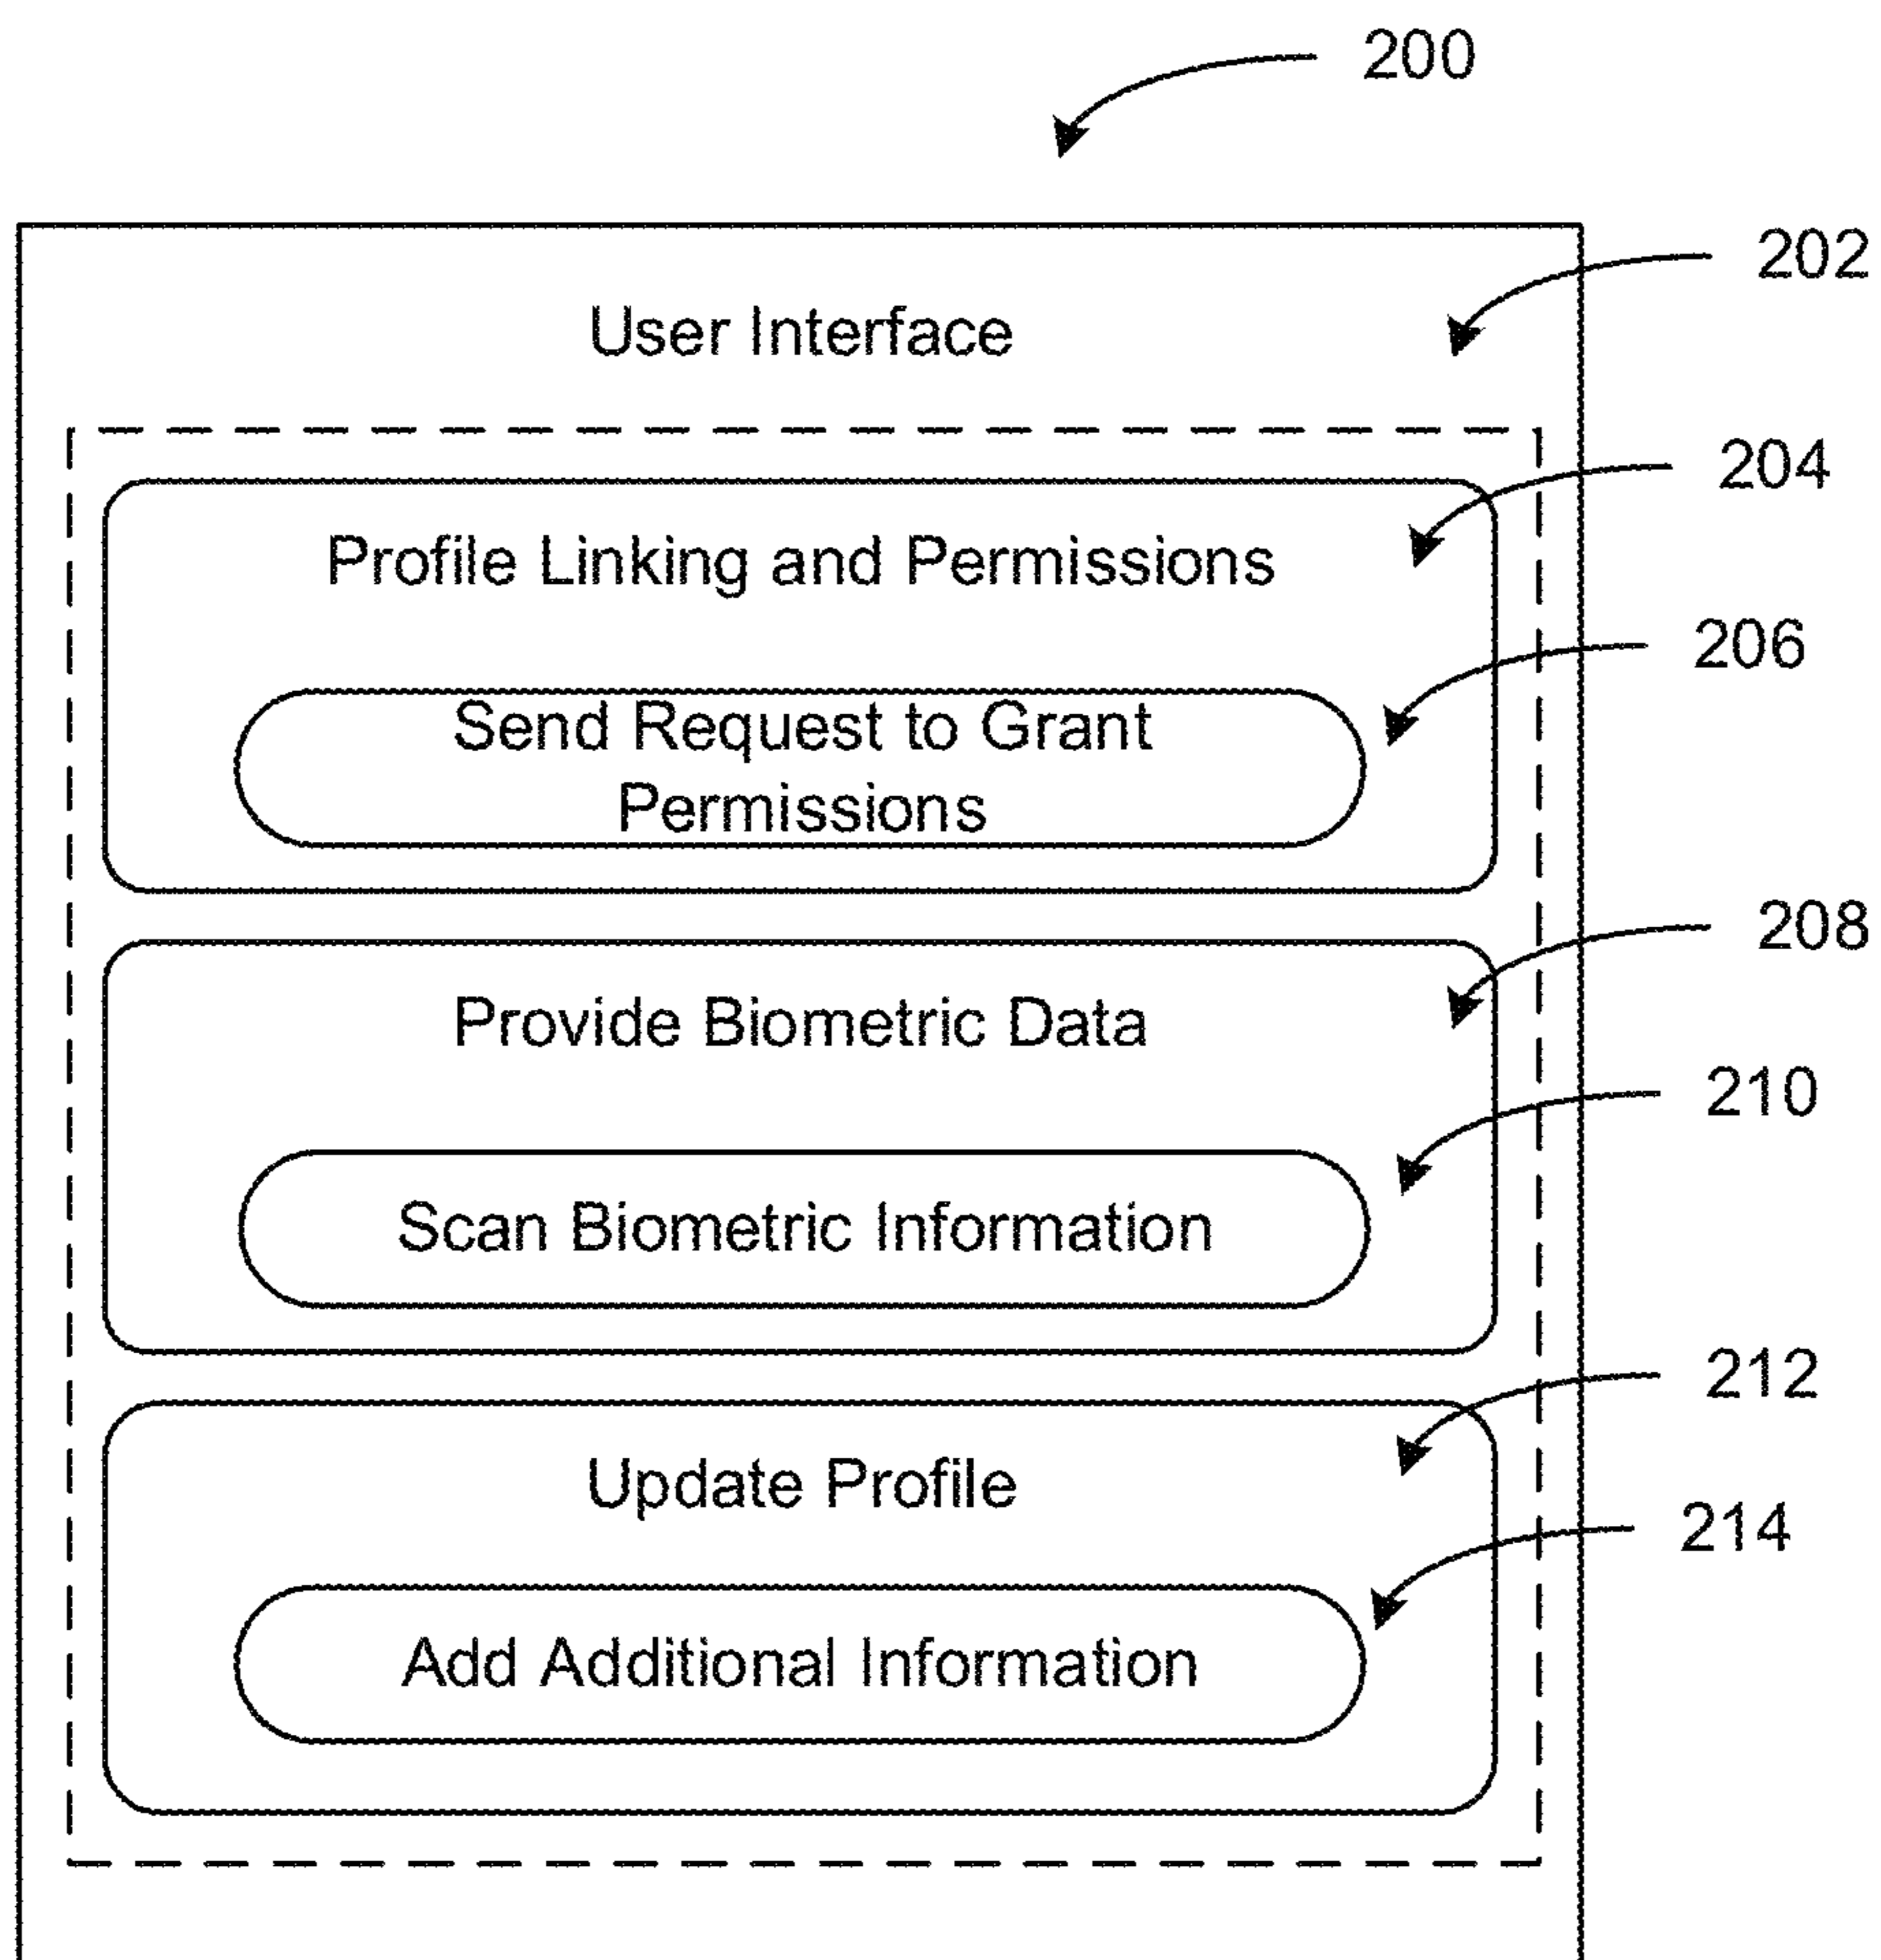 200
202
User Interface
204
Profile Linking and Permissions
206
Send Request to Grant
Permissions
208
Provide Biometric Data
210
Scan Biometric Information
212
Update Profile
214
Add Additional Information